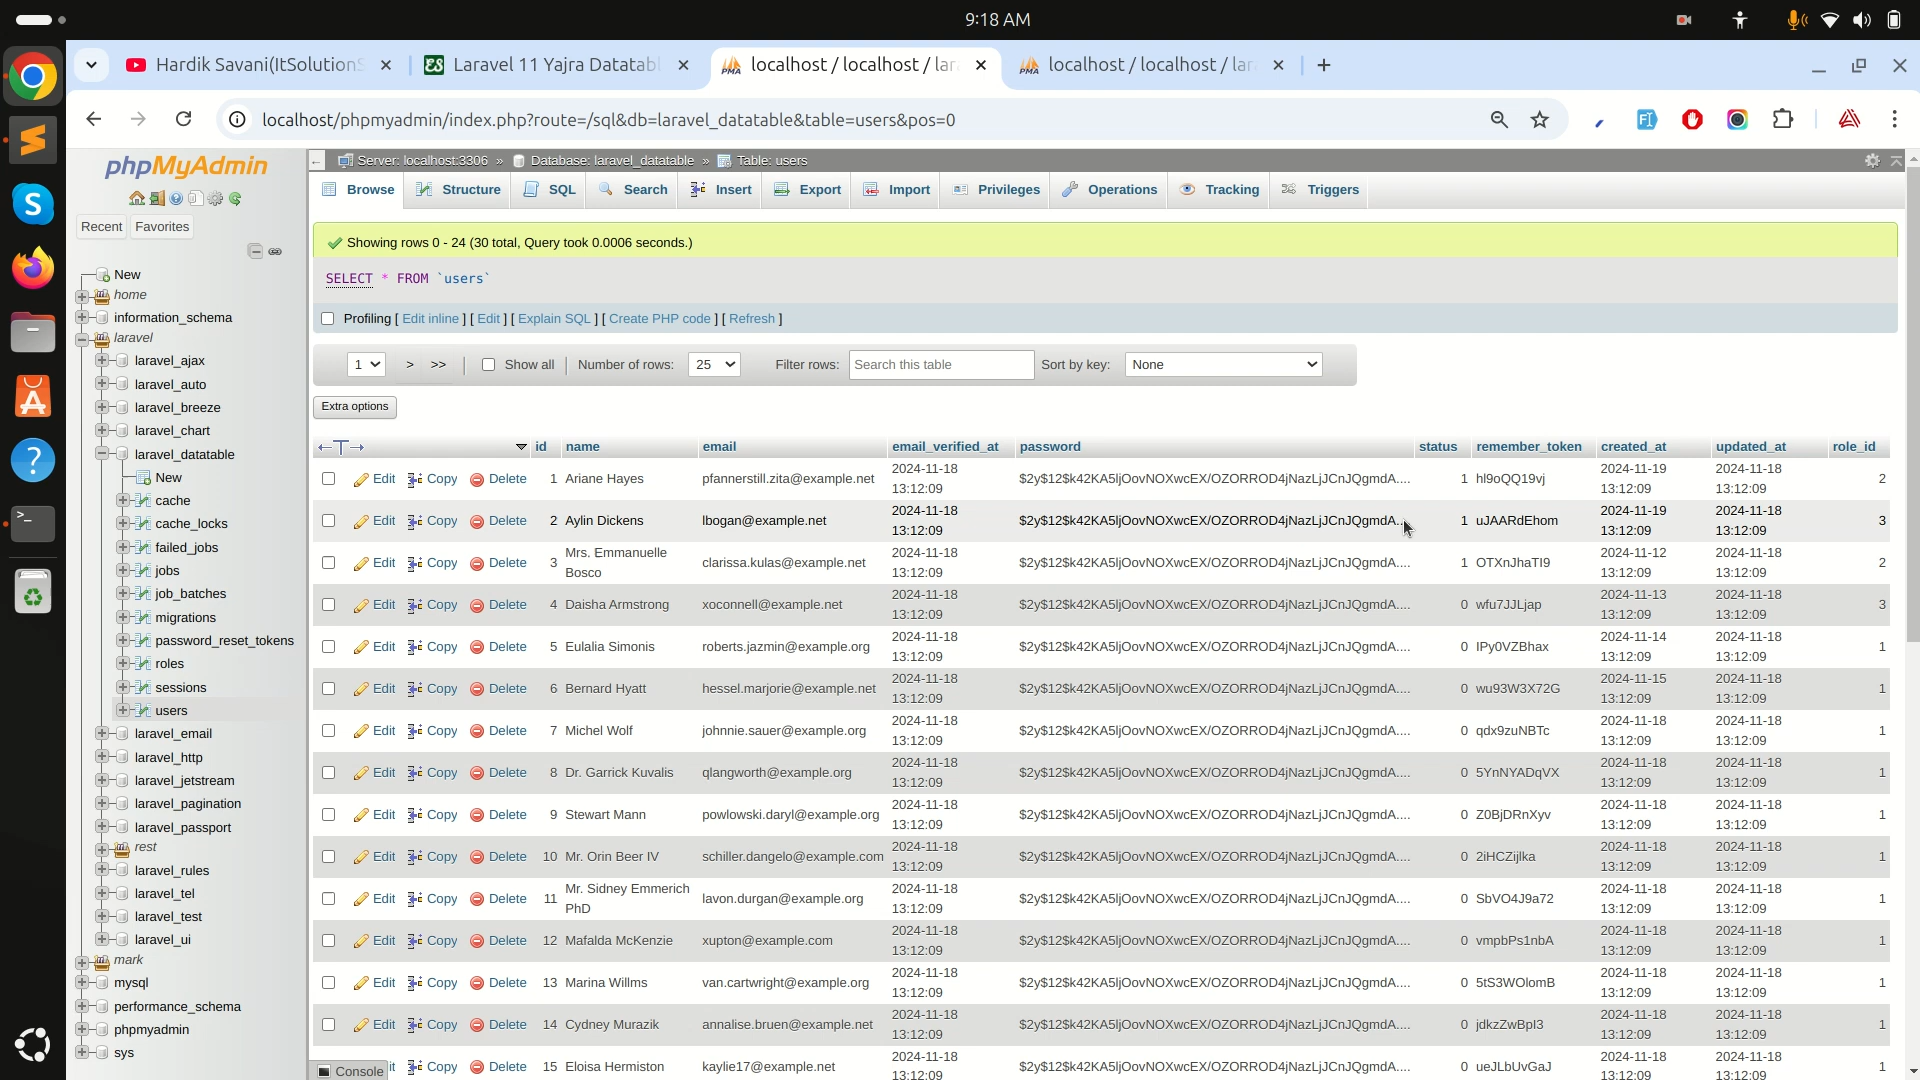 9:18 AM
Hardik Savani(ItSolutionS
Laravel 11 Yajra Datatabl
localhost / localhost / lar
localhost / localhost / lar
localhost/phpmyadmin/index.php?route=/sql&db=laravel_datatable&table=users&pos=0
phpMyAdmin
Recent Favorites
New
home
information_schema
laravel
laravel_ajax
laravel_auto
laravel_breeze
laravel_chart
laravel_datatable
New
cache
cache_locks
failed_jobs
jobs
job_batches
migrations
password_reset_tokens
roles
sessions
users
laravel_email
laravel_http
laravel_jetstream
laravel_pagination
laravel_passport
rest
laravel_rules
laravel_tel
laravel_test
laravel_ui
mark
mysql
performance_schema
phpmyadmin
sys
Server: localhost:3306 » Database: laravel_datatable » Table: users
Browse Structure SQL Search Insert Export Import Privileges Operations Tracking Triggers
Showing rows 0 - 24 (30 total, Query took 0.0006 seconds.)
SELECT * FROM `users`
Profiling [ Edit inline ] [ Edit ] [ Explain SQL ] [ Create PHP code ] [ Refresh ]
1 > >> Show all Number of rows: 25 Filter rows: Search this table Sort by key: None
Extra options
id name email email_verified_at password status remember_token created_at updated_at role_id
Edit Copy Delete 1 Ariane Hayes pfannerstill.zita@example.net 2024-11-18 13:12:09 $2y$12$k42KA5ljOovNOXwcEX/OZORROD4jNazLjJCnJQgmdA.... 1 hl9oQQ19vj 2024-11-19 13:12:09 2024-11-18 13:12:09 2
Edit Copy Delete 2 Aylin Dickens lbogan@example.net 2024-11-18 13:12:09 $2y$12$k42KA5ljOovNOXwcEX/OZORROD4jNazLjJCnJQgmdA.... 1 uJAARdEhom 2024-11-19 13:12:09 2024-11-18 13:12:09 3
Edit Copy Delete 3 Mrs. Emmanuelle Bosco clarissa.kulas@example.net 2024-11-18 13:12:09 $2y$12$k42KA5ljOovNOXwcEX/OZORROD4jNazLjJCnJQgmdA.... 1 OTXnJhaTI9 2024-11-12 13:12:09 2024-11-18 13:12:09 2
Edit Copy Delete 4 Daisha Armstrong xoconnell@example.net 2024-11-18 13:12:09 $2y$12$k42KA5ljOovNOXwcEX/OZORROD4jNazLjJCnJQgmdA.... 0 wfu7JJLjap 2024-11-13 13:12:09 2024-11-18 13:12:09 3
Edit Copy Delete 5 Eulalia Simonis roberts.jazmin@example.org 2024-11-18 13:12:09 $2y$12$k42KA5ljOovNOXwcEX/OZORROD4jNazLjJCnJQgmdA.... 0 IPy0VZBhax 2024-11-14 13:12:09 2024-11-18 13:12:09 1
Edit Copy Delete 6 Bernard Hyatt hessel.marjorie@example.net 2024-11-18 13:12:09 $2y$12$k42KA5ljOovNOXwcEX/OZORROD4jNazLjJCnJQgmdA.... 0 wu93W3X72G 2024-11-15 13:12:09 2024-11-18 13:12:09 1
Edit Copy Delete 7 Michel Wolf johnnie.sauer@example.org 2024-11-18 13:12:09 $2y$12$k42KA5ljOovNOXwcEX/OZORROD4jNazLjJCnJQgmdA.... 0 qdx9zuNBTc 2024-11-18 13:12:09 2024-11-18 13:12:09 1
Edit Copy Delete 8 Dr. Garrick Kuvalis qlangworth@example.org 2024-11-18 13:12:09 $2y$12$k42KA5ljOovNOXwcEX/OZORROD4jNazLjJCnJQgmdA.... 0 5YnNYADqVX 2024-11-18 13:12:09 2024-11-18 13:12:09 1
Edit Copy Delete 9 Stewart Mann powlowski.daryl@example.org 2024-11-18 13:12:09 $2y$12$k42KA5ljOovNOXwcEX/OZORROD4jNazLjJCnJQgmdA.... 0 Z0BjDRnXyv 2024-11-18 13:12:09 2024-11-18 13:12:09 1
Edit Copy Delete 10 Mr. Orin Beer IV schiller.dangelo@example.com 2024-11-18 13:12:09 $2y$12$k42KA5ljOovNOXwcEX/OZORROD4jNazLjJCnJQgmdA.... 0 2iHCZijlka 2024-11-18 13:12:09 2024-11-18 13:12:09 1
Edit Copy Delete 11 Mr. Sidney Emmerich PhD lavon.durgan@example.org 2024-11-18 13:12:09 $2y$12$k42KA5ljOovNOXwcEX/OZORROD4jNazLjJCnJQgmdA.... 0 SbVO4J9a72 2024-11-18 13:12:09 2024-11-18 13:12:09 1
Edit Copy Delete 12 Mafalda McKenzie xupton@example.com 2024-11-18 13:12:09 $2y$12$k42KA5ljOovNOXwcEX/OZORROD4jNazLjJCnJQgmdA.... 0 vmpbPs1nbA 2024-11-18 13:12:09 2024-11-18 13:12:09 1
Edit Copy Delete 13 Marina Willms van.cartwright@example.org 2024-11-18 13:12:09 $2y$12$k42KA5ljOovNOXwcEX/OZORROD4jNazLjJCnJQgmdA.... 0 5tS3WOlomB 2024-11-18 13:12:09 2024-11-18 13:12:09 1
Edit Copy Delete 14 Cydney Murazik annalise.bruen@example.net 2024-11-18 13:12:09 $2y$12$k42KA5ljOovNOXwcEX/OZORROD4jNazLjJCnJQgmdA.... 0 jdkzZwBpI3 2024-11-18 13:12:09 2024-11-18 13:12:09 1
it Copy Delete 15 Eloisa Hermiston kaylie17@example.net 2024-11-18 13:12:09 $2y$12$k42KA5ljOovNOXwcEX/OZORROD4jNazLjJCnJQgmdA.... 0 ueJLbUvGaJ 2024-11-18 13:12:09 2024-11-18 13:12:09 1
Console